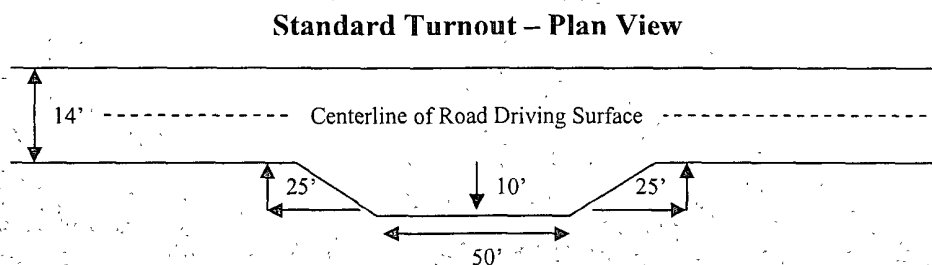 Standard Turnout – Plan View
14’
Centerline of Road Driving Surface
25’
10’
25’
50’